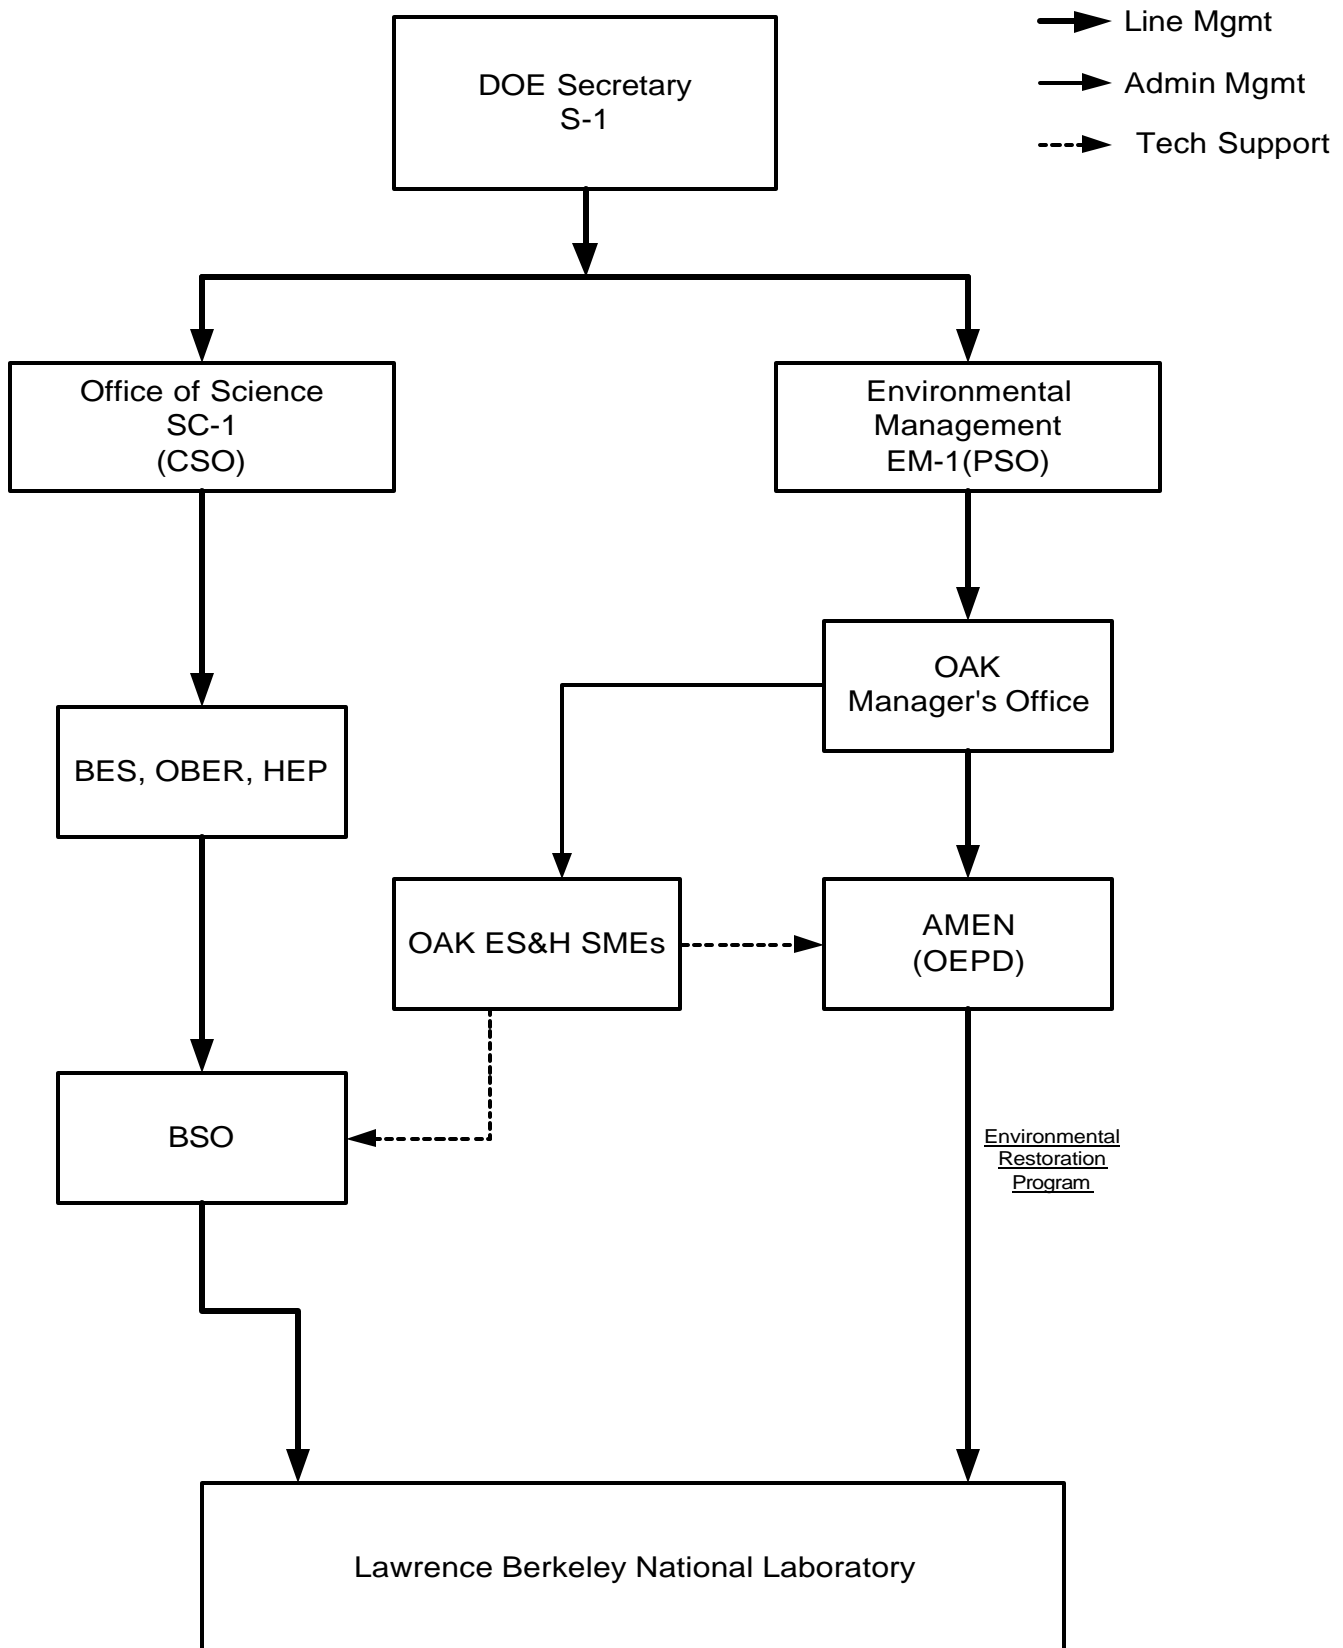 Line Mgmt
Admin Mgmt
Tech Support
DOE Secretary
S-1
Office of Science
SC-1
(CSO)
Environmental
Management
EM-1(PSO)
OAK
Manager's Office
BES, OBER, HEP
OAK ES&H SMEs
AMEN
(OEPD)
BSO
Environmental
Restoration
Program
Lawrence Berkeley National Laboratory